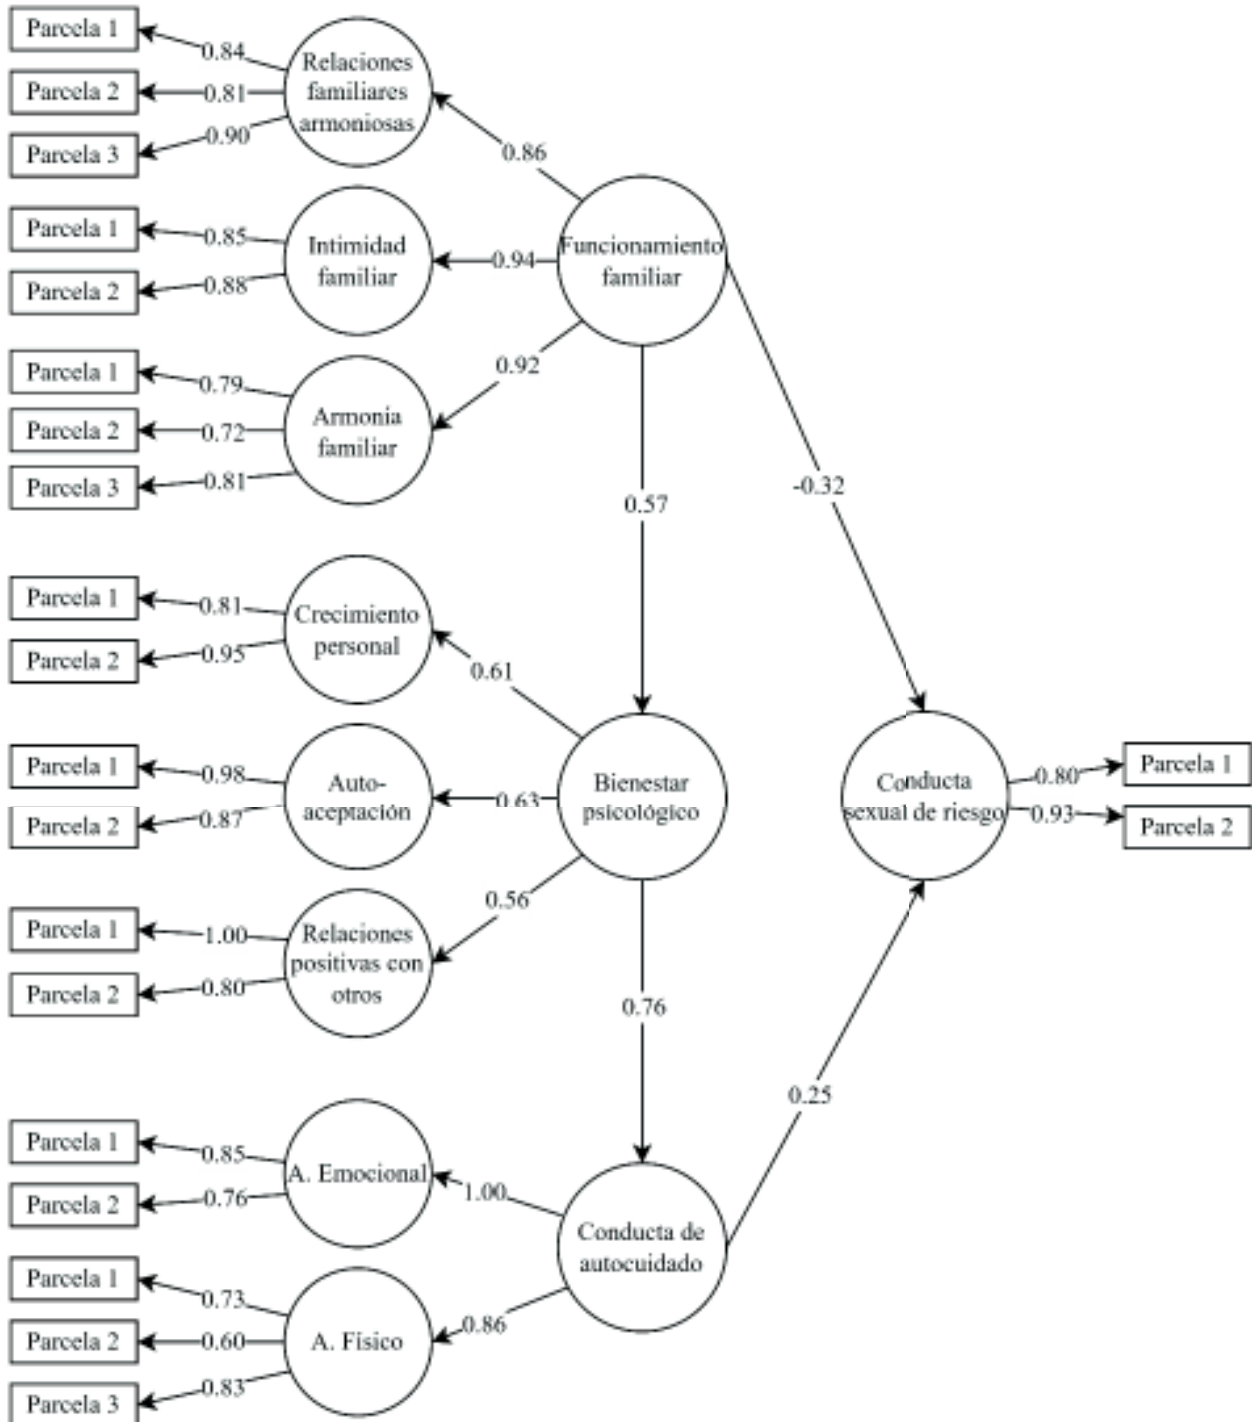 Parcela 1
0.84
Parcela 2
0.81
Parcela 3
0.90
Relaciones
familiares
armoniosas
0.86
Parcela 1
0.85
Parcela 2
0.88
Intimidad
familiar
0.94
Funcionamiento
familiar
Parcela 1
0.79
Parcela 2
0.72
Parcela 3
0.81
Armonía
familiar
0.92
0.57
-0.32
Parcela 1
0.81
Parcela 2
0.95
Crecimiento
personal
0.61
Parcela 1
0.98
Parcela 2
0.87
Auto-
aceptación
0.63
Bienestar
psicológico
Conducta
sexual de riesgo
0.80
Parcela 1
0.93
Parcela 2
Parcela 1
1.00
Parcela 2
0.80
Relaciones
positivas con
otros
0.56
0.76
0.25
Parcela 1
0.85
Parcela 2
0.76
A. Emocional
1.00
Conducta de
autocuidado
Parcela 1
0.73
Parcela 2
0.60
Parcela 3
0.83
A. Físico
0.86